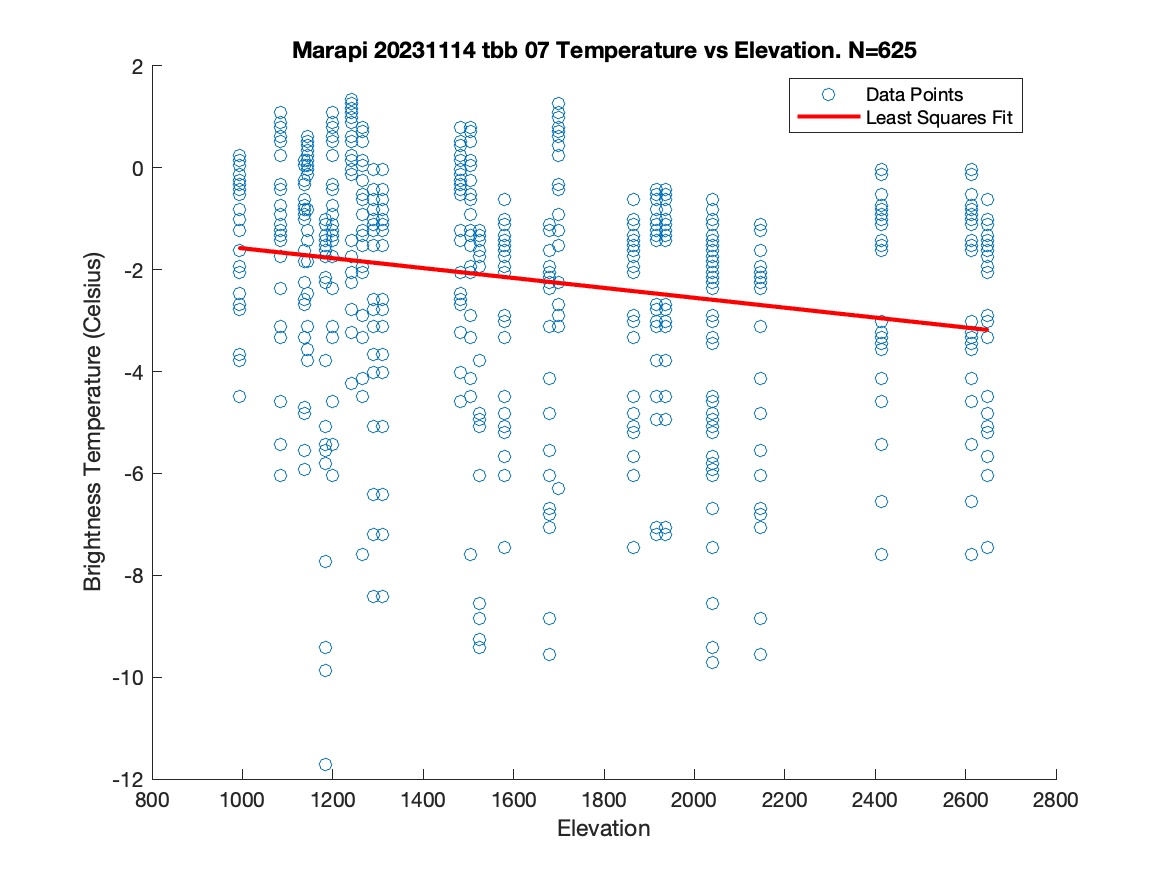 Marapi 20231114 tbb 07 Temperature vs Elevation. N=625
Data Points
Least Squares Fit
2
0
-2
-4
-6
-8
-10
-12
Brightness Temperature (Celsius)
800 1000 1200 1400 1600 1800 2000 2200 2400 2600 2800
Elevation